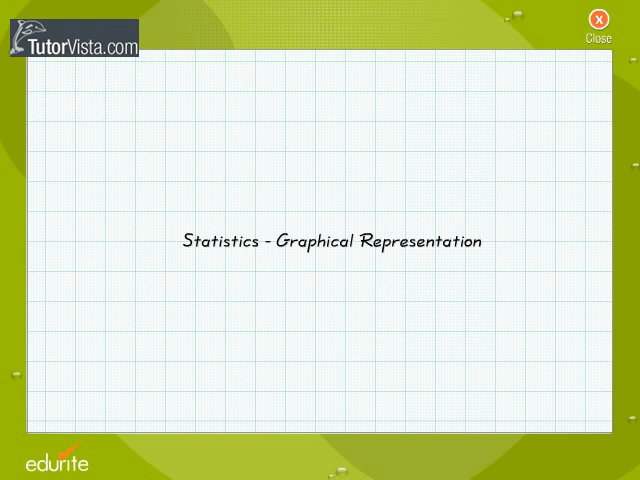 TutorVista.com
X
Close
Statistics - Graphical Representation
edurite